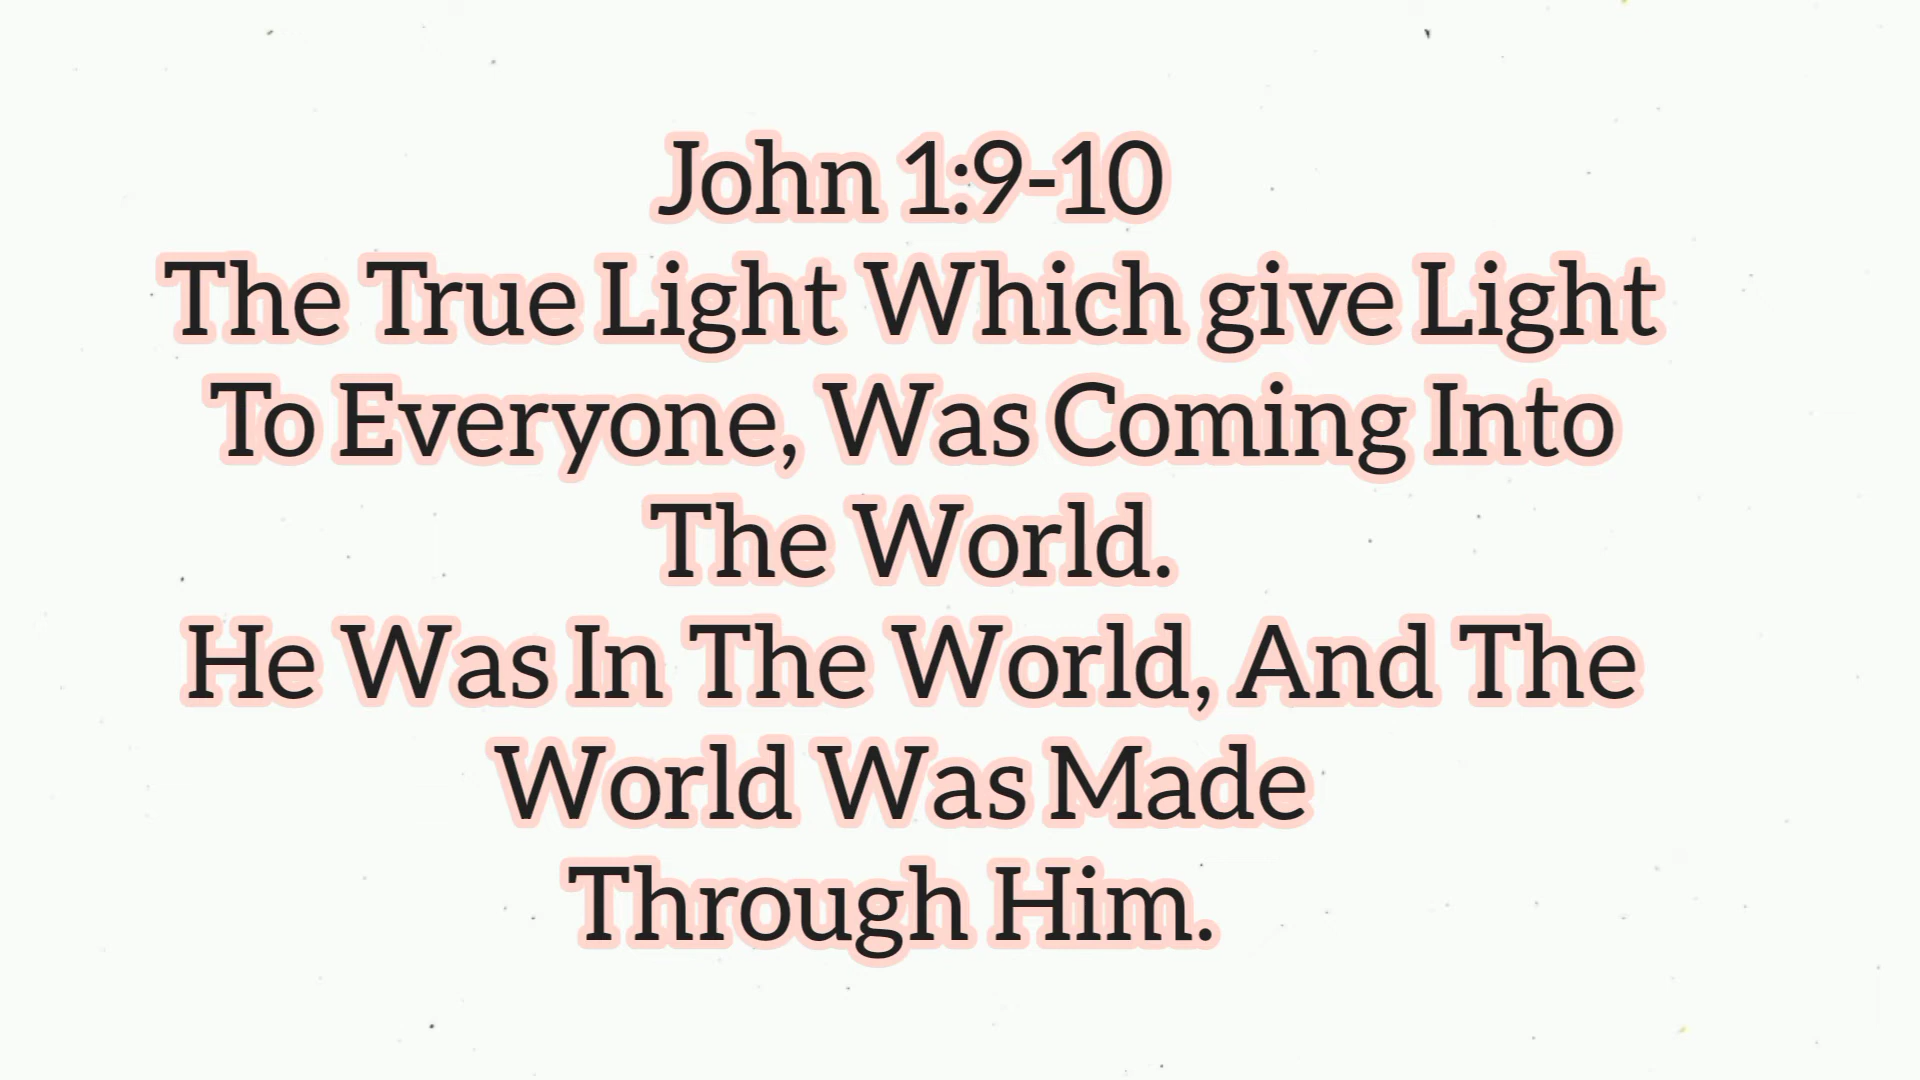 John 1:9-10
The True Light Which give Light
To Everyone, Was Coming Into
The World.
He Was In The World, And The
World Was Made
Through Him.